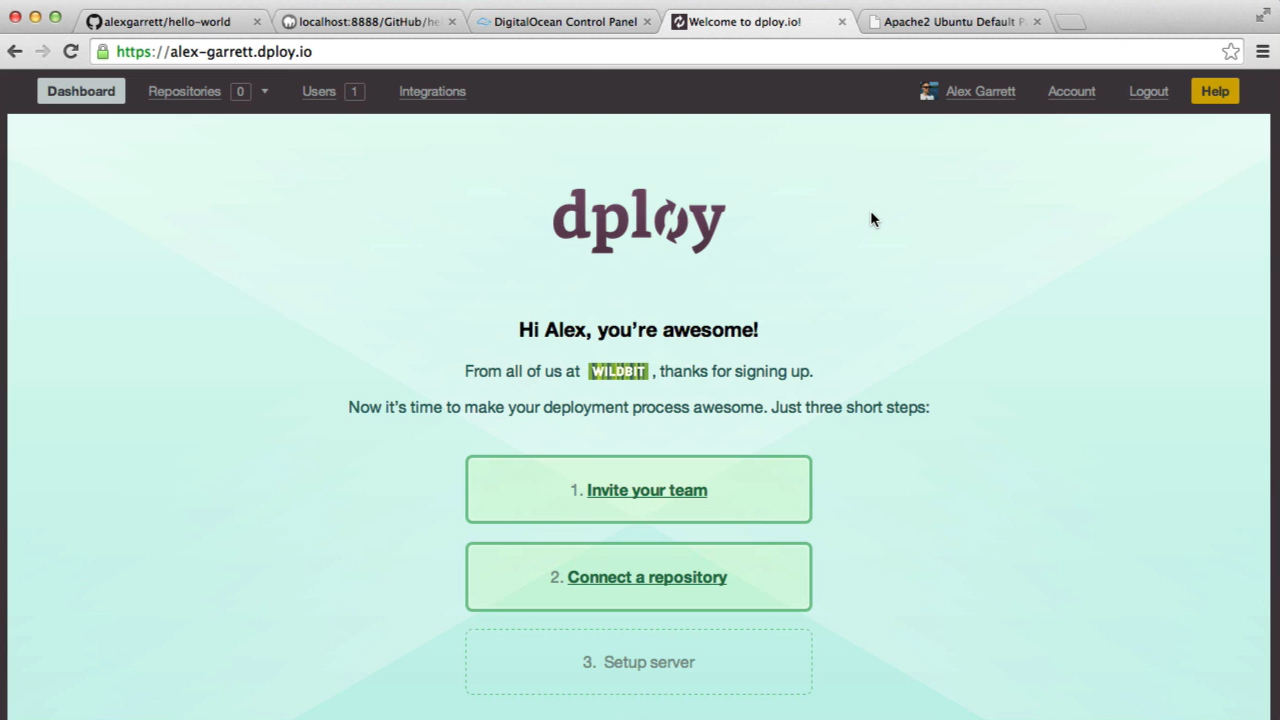 alexgarrett/hello-world
localhost:8888/GitHub/he
DigitalOcean Control Panel
Welcome to dploy.io!
Apache2 Ubuntu Default P
https://alex-garrett.dploy.io
Dashboard Repositories 0 Users 1 Integrations Alex Garrett Account Logout Help
dploy
Hi Alex, you're awesome!
From all of us at WILDBIT, thanks for signing up.
Now it's time to make your deployment process awesome. Just three short steps:
1. Invite your team
2. Connect a repository
3. Setup server